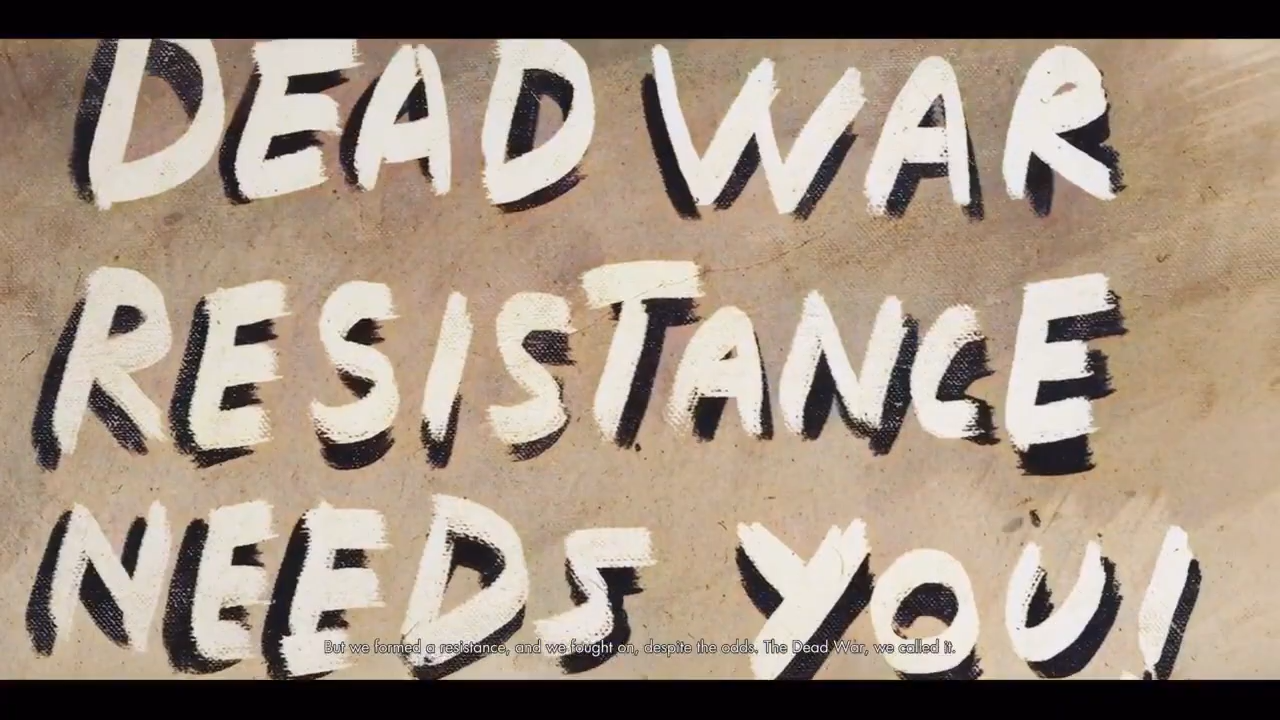 DEAD WAR
RESISTANCE
NEEDS YOU!
But we formed a resistance, and we fought on, despite the odds. The Dead War, we called it.